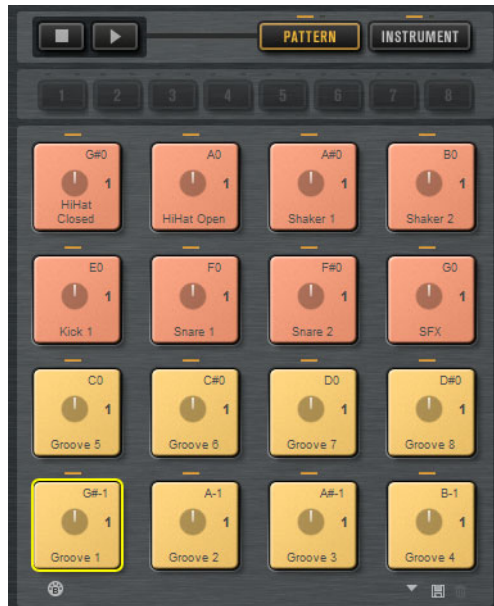 PATTERN INSTRUMENT
1 2 3 4 5 6 7 8
G#0 A0 A#0 B0
1 1 1 1
HiHat
Closed HiHat Open Shaker 1 Shaker 2
E0 F0 F#0 G0
1 1 1 1
Kick 1 Snare 1 Snare 2 SFX
C0 C#0 D0 D#0
1 1 1 1
Groove 5 Groove 6 Groove 7 Groove 8
G#-1 A-1 A#-1 B-1
1 1 1 1
Groove 1 Groove 2 Groove 3 Groove 4
B